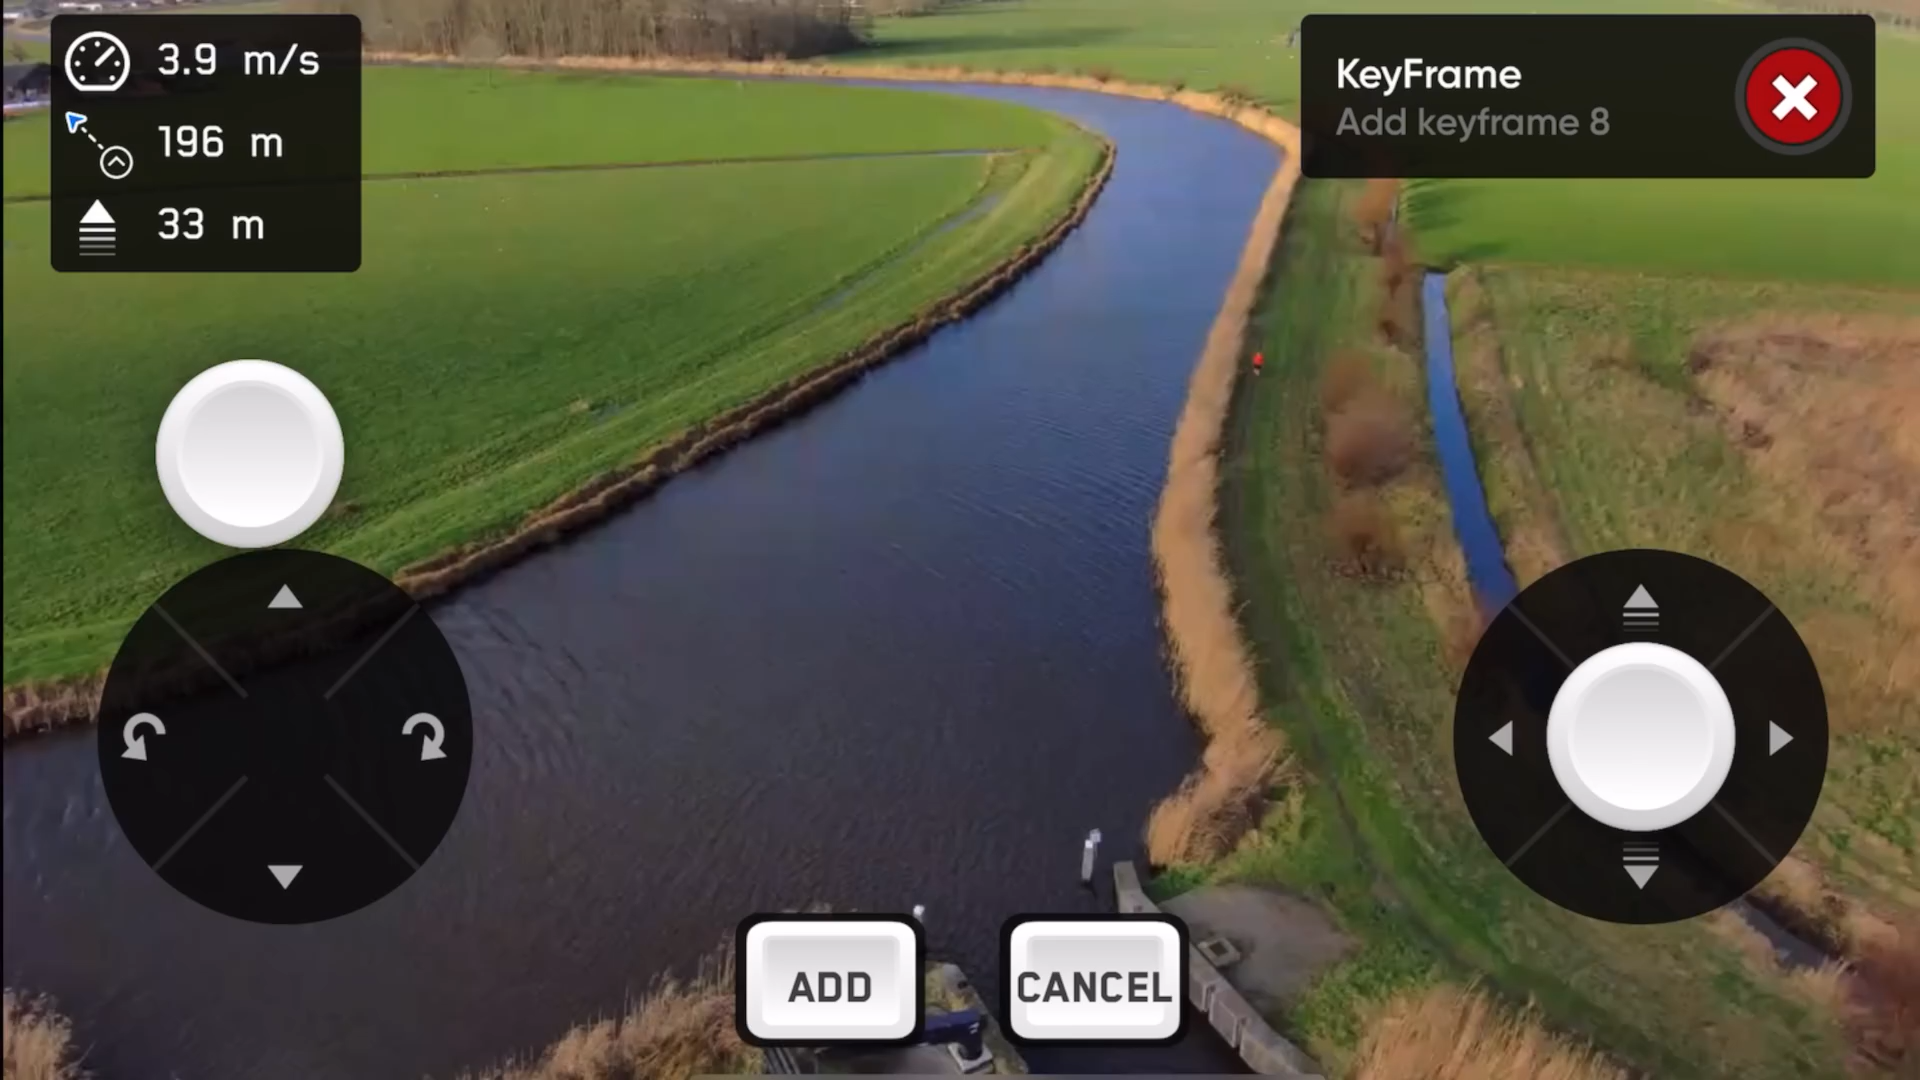 3.9 m/s
196 m
33 m
KeyFrame
Add keyframe 8
ADD
CANCEL